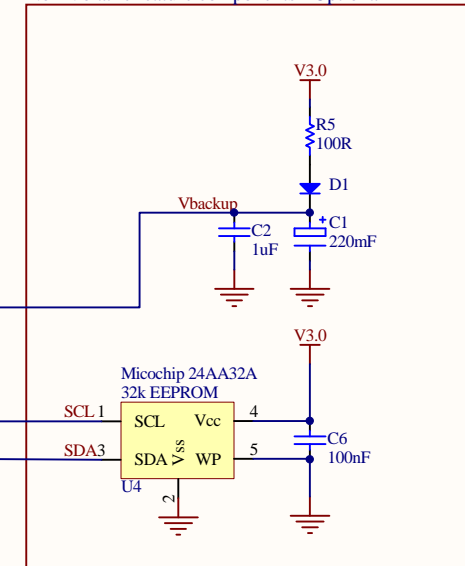 V3.0
R5
100R
D1
Vbackup
C1
220mF
C2
1uF
V3.0
Micochip 24AA32A
32k EEPROM
SCL 1
SCL
Vcc
4
C6
100nF
SDA3
SDA
Vss
WP
5
U4
2